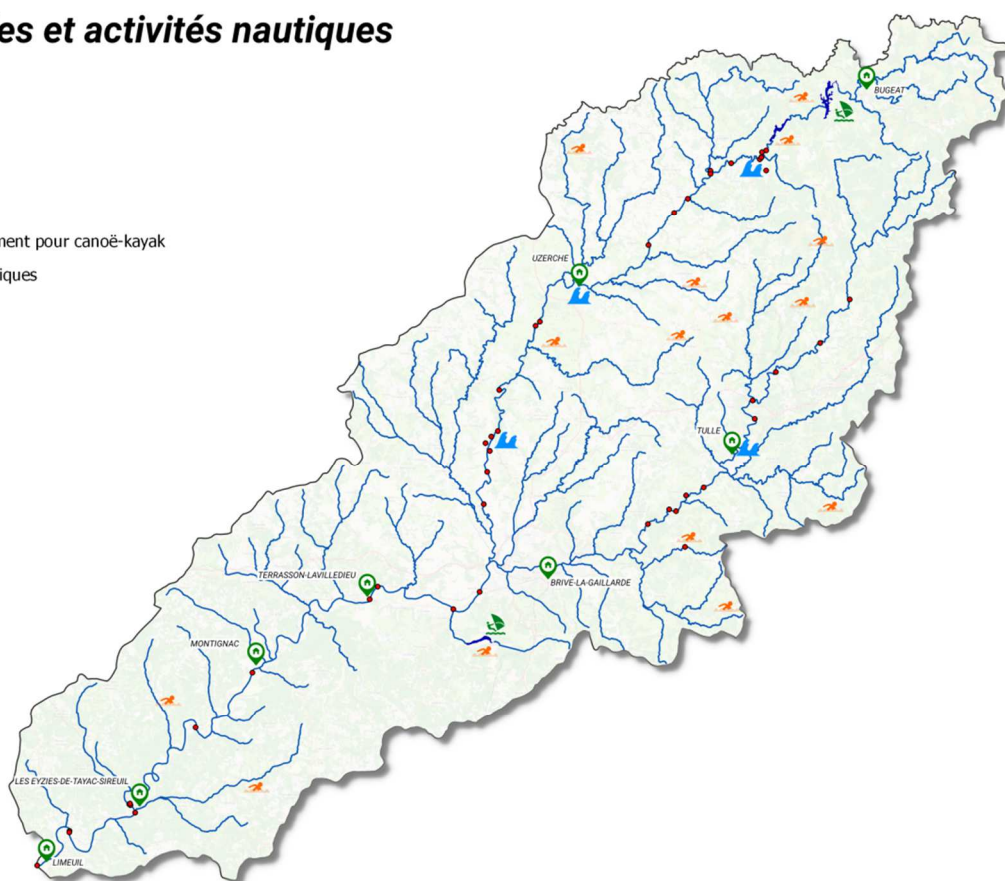 es et activités nautiques
BUGEAT
ment pour canoë-kayak
UZERCHE
iques
TULLE
TERRASSON-LAVILLEDIEU
BRIVE-LA-GAILLARDE
MONTIGNAC
LES EYZIES-DE-TAYAC-SIREUIL
LIMEUIL